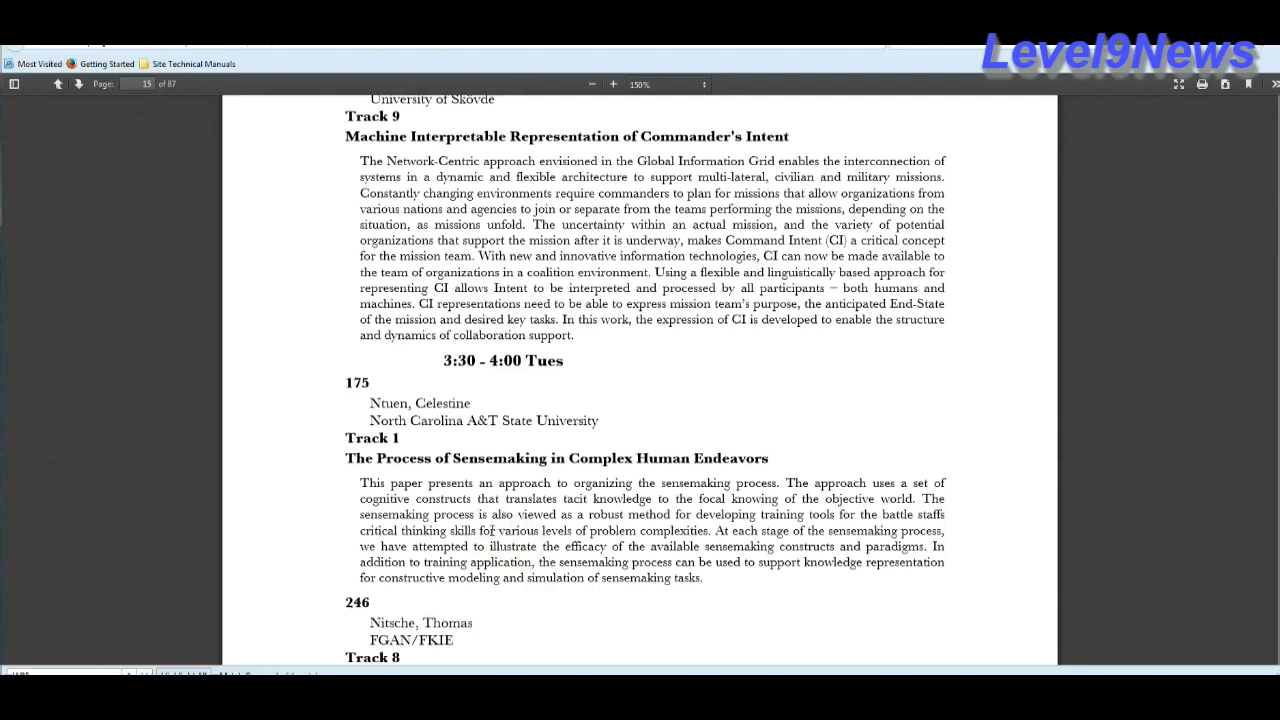 Level9News
Most Visited Getting Started Site Technical Manuals
Page: 15 of 87 150%
University of Skövde
Track 9
Machine Interpretable Representation of Commander's Intent
The Network-Centric approach envisioned in the Global Information Grid enables the interconnection of
systems in a dynamic and flexible architecture to support multi-lateral, civilian and military missions.
Constantly changing environments require commanders to plan for missions that allow organizations from
various nations and agencies to join or separate from the teams performing the missions, depending on the
situation, as missions unfold. The uncertainty within an actual mission, and the variety of potential
organizations that support the mission after it is underway, makes Command Intent (CI) a critical concept
for the mission team. With new and innovative information technologies, CI can now be made available to
the team of organizations in a coalition environment. Using a flexible and linguistically based approach for
representing CI allows Intent to be interpreted and processed by all participants – both humans and
machines. CI representations need to be able to express mission team's purpose, the anticipated End-State
of the mission and desired key tasks. In this work, the expression of CI is developed to enable the structure
and dynamics of collaboration support.
3:30 - 4:00 Tues
175
Ntuen, Celestine
North Carolina A&T State University
Track 1
The Process of Sensemaking in Complex Human Endeavors
This paper presents an approach to organizing the sensemaking process. The approach uses a set of
cognitive constructs that translates tacit knowledge to the focal knowing of the objective world. The
sensemaking process is also viewed as a robust method for developing training tools for the battle staffs
critical thinking skills for various levels of problem complexities. At each stage of the sensemaking process,
we have attempted to illustrate the efficacy of the available sensemaking constructs and paradigms. In
addition to training application, the sensemaking process can be used to support knowledge representation
for constructive modeling and simulation of sensemaking tasks.
246
Nitsche, Thomas
FGAN/FKIE
Track 8